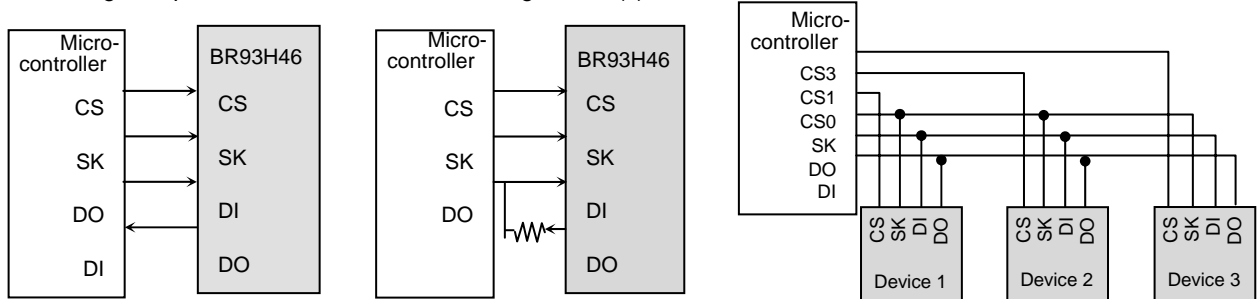 Micro-
controller
CS
SK
DO
DI
BR93H46
CS
SK
DI
DO
Micro-
controller
CS
SK
DO
BR93H46
CS
SK
DI
DO
Micro-
controller
CS3
CS1
CS0
SK
DO
DI
CS
SK
DI
DO
Device 1
CS
SK
DI
DO
Device 2
CS
SK
DI
DO
Device 3